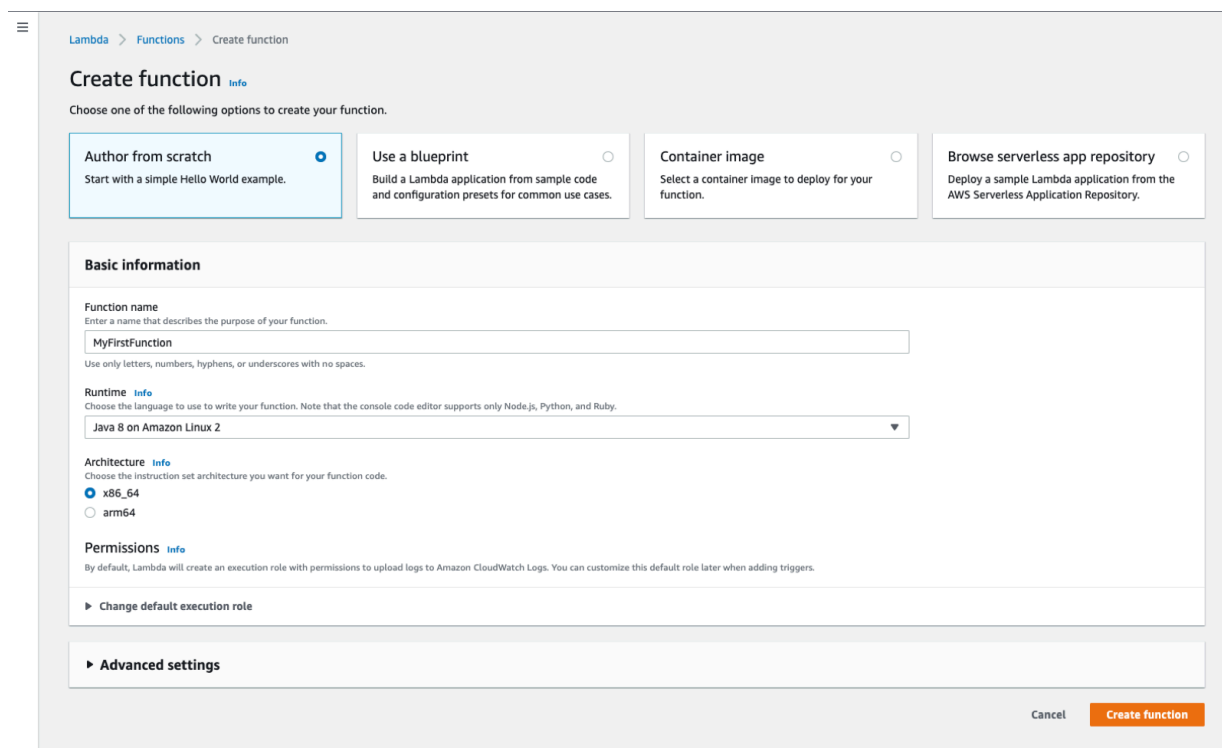 Lambda > Functions > Create function
Create function Info
Choose one of the following options to create your function.
Author from scratch
Start with a simple Hello World example.
Use a blueprint
Build a Lambda application from sample code
and configuration presets for common use cases.
Container image
Select a container image to deploy for your
function.
Browse serverless app repository
Deploy a sample Lambda application from the
AWS Serverless Application Repository.
Basic information
Function name
Enter a name that describes the purpose of your function.
MyFirstFunction
Use only letters, numbers, hyphens, or underscores with no spaces.
Runtime Info
Choose the language to use to write your function. Note that the console code editor supports only Node.js, Python, and Ruby.
Java 8 on Amazon Linux 2
Architecture Info
Choose the instruction set architecture you want for your function code.
x86_64
arm64
Permissions Info
By default, Lambda will create an execution role with permissions to upload logs to Amazon CloudWatch Logs. You can customize this default role later when adding triggers.
Change default execution role
Advanced settings
Cancel Create function